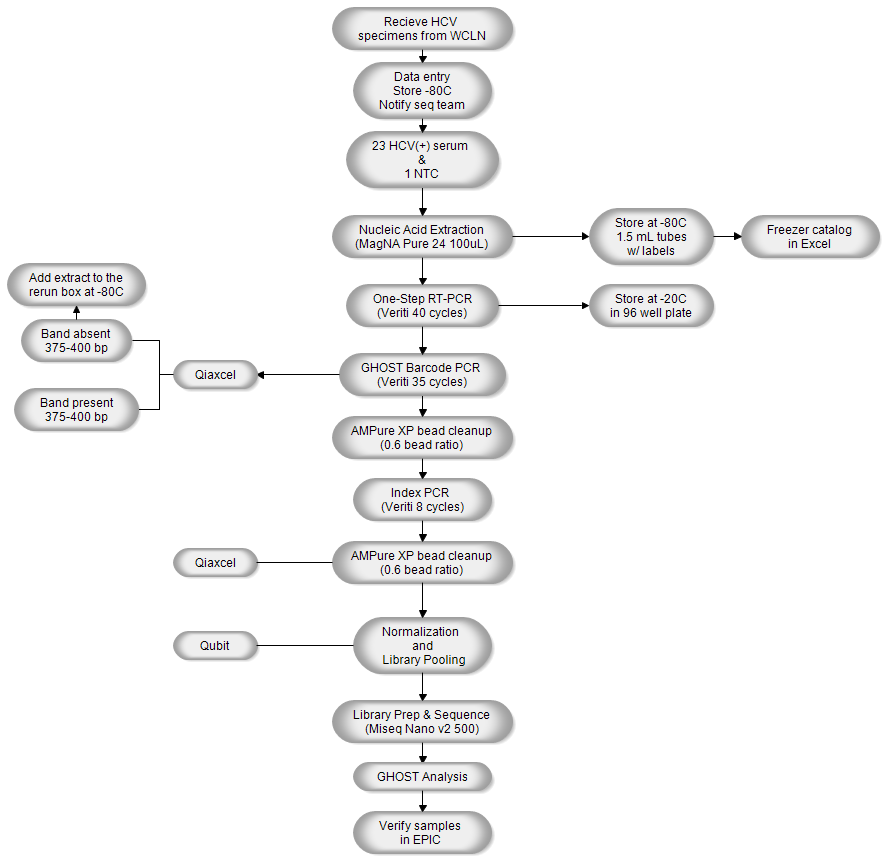 Recieve HCV
specimens from WCLN
Data entry
Store -80C
Notify seq team
23 HCV(+) serum
&
1 NTC
Nucleic Acid Extraction
(MagNA Pure 24 100uL)
Store at -80C
1.5 mL tubes
w/ labels
Freezer catalog
in Excel
One-Step RT-PCR
(Veriti 40 cycles)
Store at -20C
in 96 well plate
Add extract to the
rerun box at -80C
Band absent
375-400 bp
Band present
375-400 bp
Qiaxcel
GHOST Barcode PCR
(Veriti 35 cycles)
AMPure XP bead cleanup
(0.6 bead ratio)
Index PCR
(Veriti 8 cycles)
Qiaxcel
AMPure XP bead cleanup
(0.6 bead ratio)
Qubit
Normalization
and
Library Pooling
Library Prep & Sequence
(Miseq Nano v2 500)
GHOST Analysis
Verify samples
in EPIC